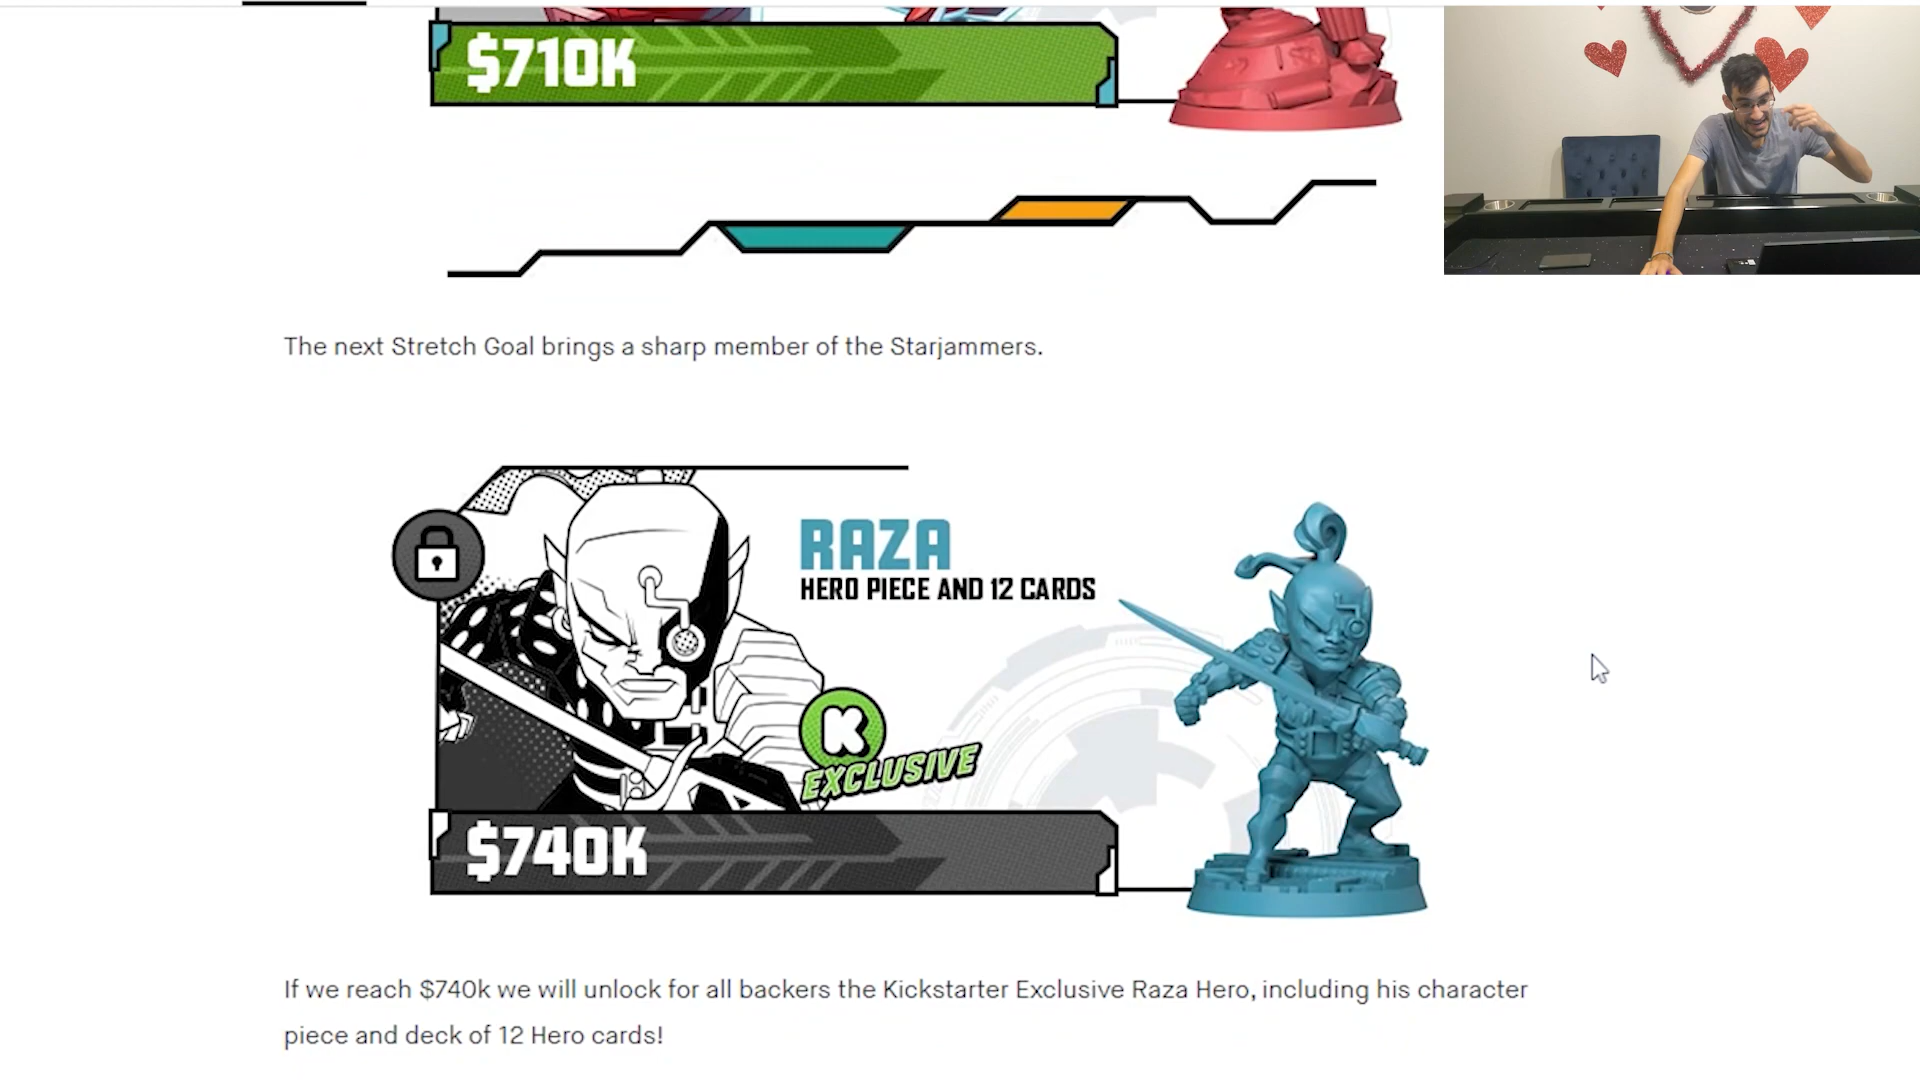 $710K
The next Stretch Goal brings a sharp member of the Starjammers.
RAZA
HERO PIECE AND 12 CARDS
K
EXCLUSIVE
$740K
If we reach $740k we will unlock for all backers the Kickstarter Exclusive Raza Hero, including his character
piece and deck of 12 Hero cards!